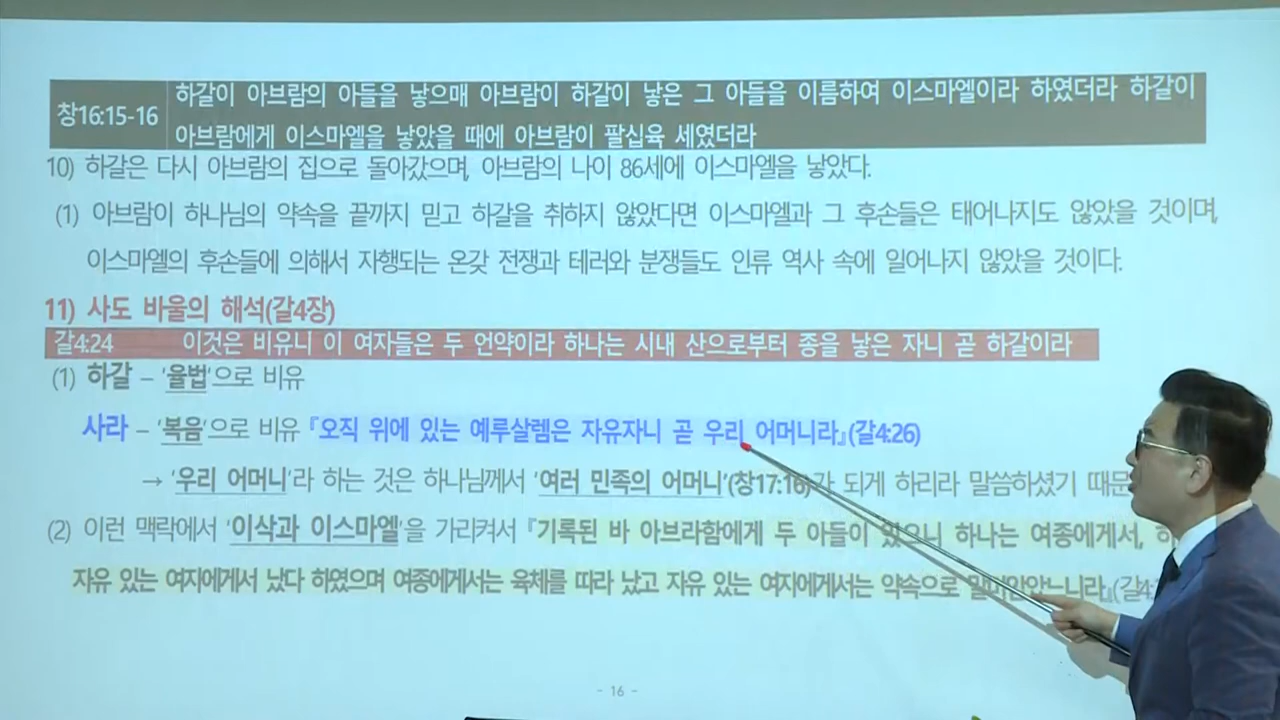 창16:15-16 하갈이 아브람의 아들을 낳으매 아브람이 하갈이 낳은 그 아들을 이름하여 이스마엘이라 하였더라 하갈이
아브람에게 이스마엘을 낳았을 때에 아브람이 팔십육 세였더라
10) 하갈은 다시 아브람의 집으로 돌아갔으며, 아브람의 나이 86세에 이스마엘을 낳았다.
(1) 아브람이 하나님의 약속을 끝까지 믿고 하갈을 취하지 않았다면 이스마엘과 그 후손들은 태어나지도 않았을 것이며,
이스마엘의 후손들에 의해서 자행되는 온갖 전쟁과 테러와 분쟁들도 인류 역사 속에 일어나지 않았을 것이다.
11) 사도 바울의 해석(갈4장)
갈4:24 이것은 비유니 이 여자들은 두 언약이라 하나는 시내 산으로부터 종을 낳은 자니 곧 하갈이라
(1) 하갈 – '율법'으로 비유
사라 – '복음'으로 비유 『오직 위에 있는 예루살렘은 자유자니 곧 우리 어머니라』(갈4:26)
→ '우리 어머니'라 하는 것은 하나님께서 '여러 민족의 어머니'(창17:16)가 되게 하리라 말씀하셨기
(2) 이런 맥락에서 '이삭과 이스마엘'을 가리켜서 『기록된 바 아브라함에게 두 아들이 있으니 하나는 여종에게서,
자유 있는 여자에게서 났다 하였으며 여종에게서는 육체를 따라 났고 자유 있는 여자에게서는 약속으로
- 16 -